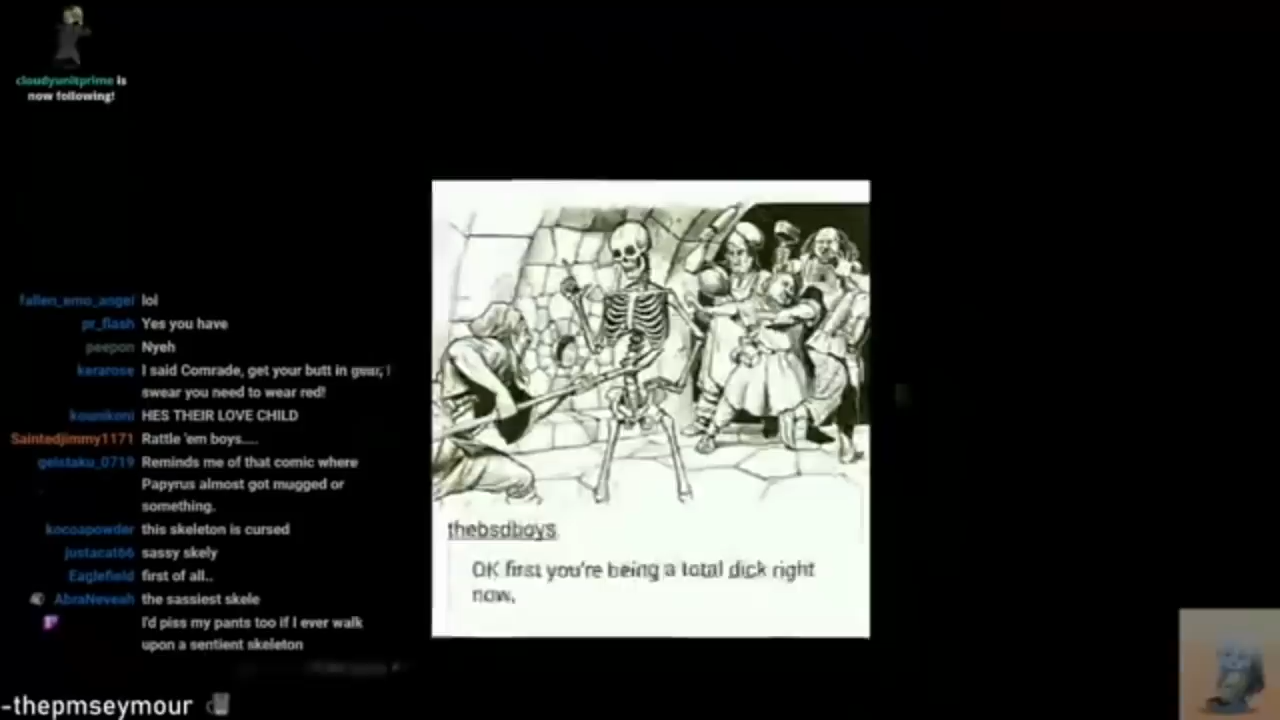 cloudyunitprime is
now following!
fallen_emo_angel lol
pr_flash Yes you have
peepon Nyeh
kerarose I said Comrade, get your butt in gear, I
swear you need to wear red!
kounikoni HES THEIR LOVE CHILD
Saintedjimmy1171 Rattle 'em boys....
geistaku_0719 Reminds me of that comic where
Papyrus almost got mugged or
something.
kocoapowder this skeleton is cursed
justacat66 sassy skely
Eaglefield first of all..
AbraNeveah the sassiest skele
I'd piss my pants too if I ever walk
upon a sentient skeleton
-thepmseymour
thebsdboys
OK first you're being a total dick right
now.